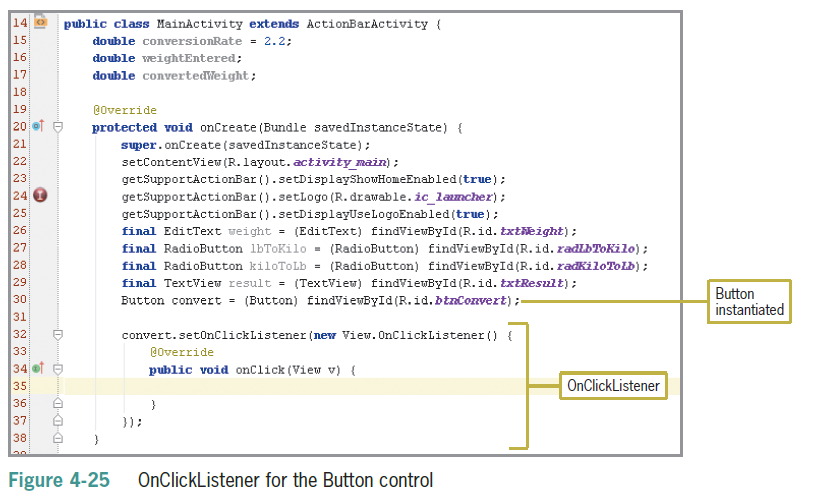 14 public class MainActivity extends ActionBarActivity {
15 double conversionRate = 2.2;
16 double weightEntered;
17 double convertedWeight;
18
19 @Override
20 protected void onCreate(Bundle savedInstanceState) {
21 super.onCreate(savedInstanceState);
22 setContentView(R.layout.activity_main);
23 getSupportActionBar().setDisplayShowHomeEnabled(true);
24 getSupportActionBar().setLogo(R.drawable.ic_launcher);
25 getSupportActionBar().setDisplayUseLogoEnabled(true);
26 final EditText weight = (EditText) findViewById(R.id.txtWeight);
27 final RadioButton lbToKilo = (RadioButton) findViewById(R.id.radLbToKilo);
28 final RadioButton kiloToLb = (RadioButton) findViewById(R.id.radKiloToLb);
29 final TextView result = (TextView) findViewById(R.id.txtResult);
30 Button convert = (Button) findViewById(R.id.btnConvert);
Button
instantiated
31
32 convert.setOnClickListener(new View.OnClickListener() {
33 @Override
34 public void onClick(View v) {
35
OnClickListener
36 }
37 });
38 }
Figure 4-25 OnClickListener for the Button control